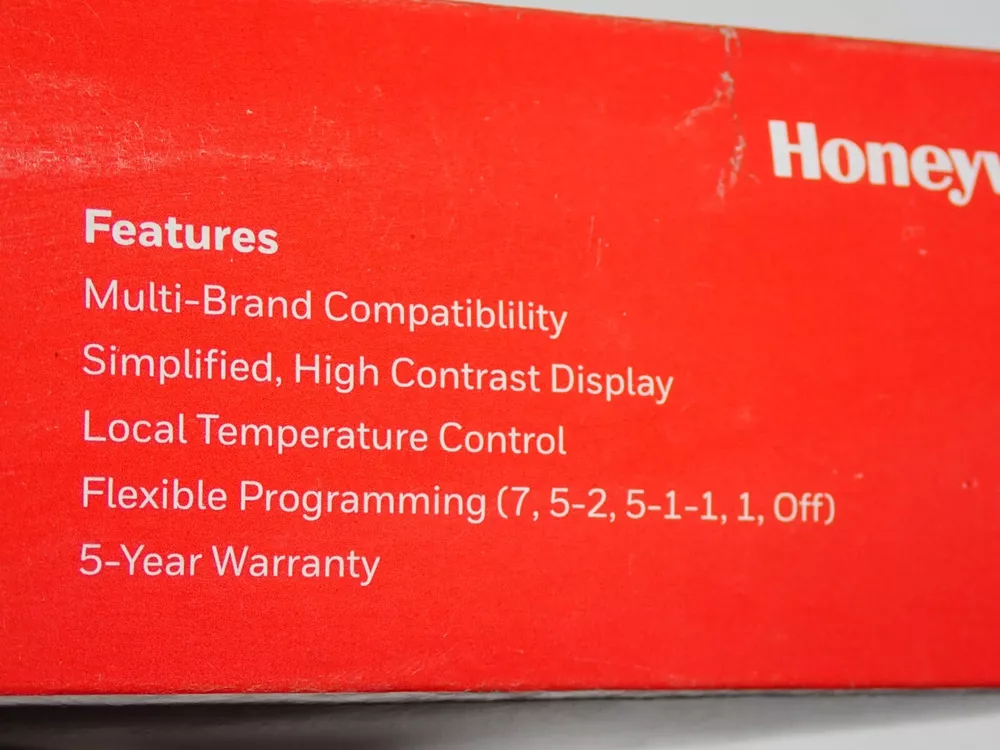 Honeyw
Features
Multi-Brand Compatiblility
Simplified, High Contrast Display
Local Temperature Control
Flexible Programming (7, 5-2, 5-1-1, 1, Off)
5-Year Warranty